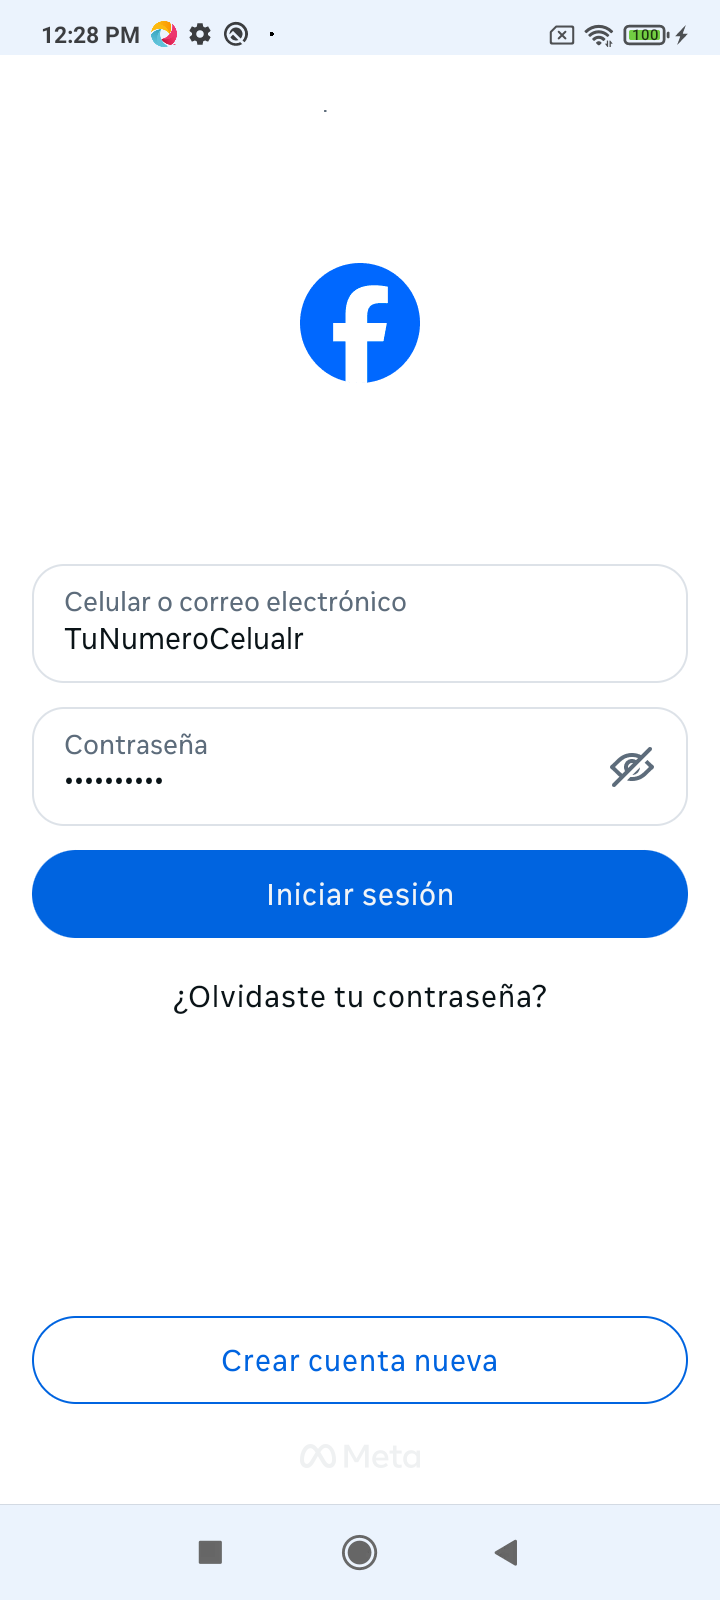 12:28 PM
100
Celular o correo electrónico
TuNumeroCelualr
Contraseña
••••••••••
Iniciar sesión
¿Olvidaste tu contraseña?
Crear cuenta nueva
Meta